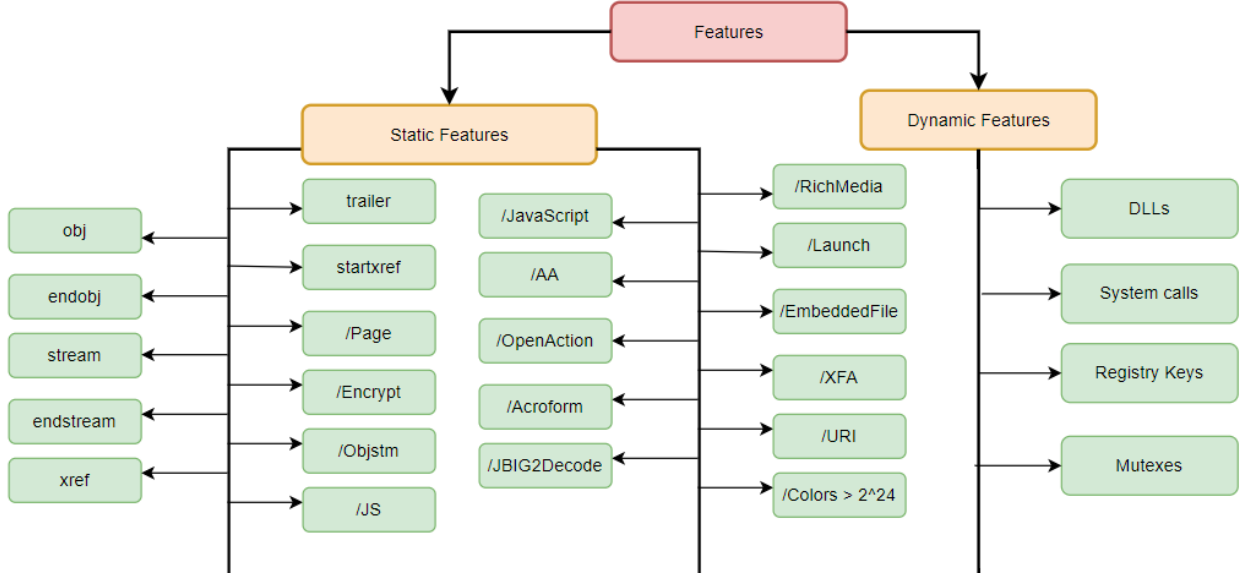 Features
Static Features
Dynamic Features
obj
endobj
stream
endstream
xref
trailer
startxref
/Page
/Encrypt
/Objstm
/JS
/JavaScript
/AA
/OpenAction
/Acroform
/JBIG2Decode
/RichMedia
/Launch
/EmbeddedFile
/XFA
/URI
/Colors > 2^24
DLLs
System calls
Registry Keys
Mutexes